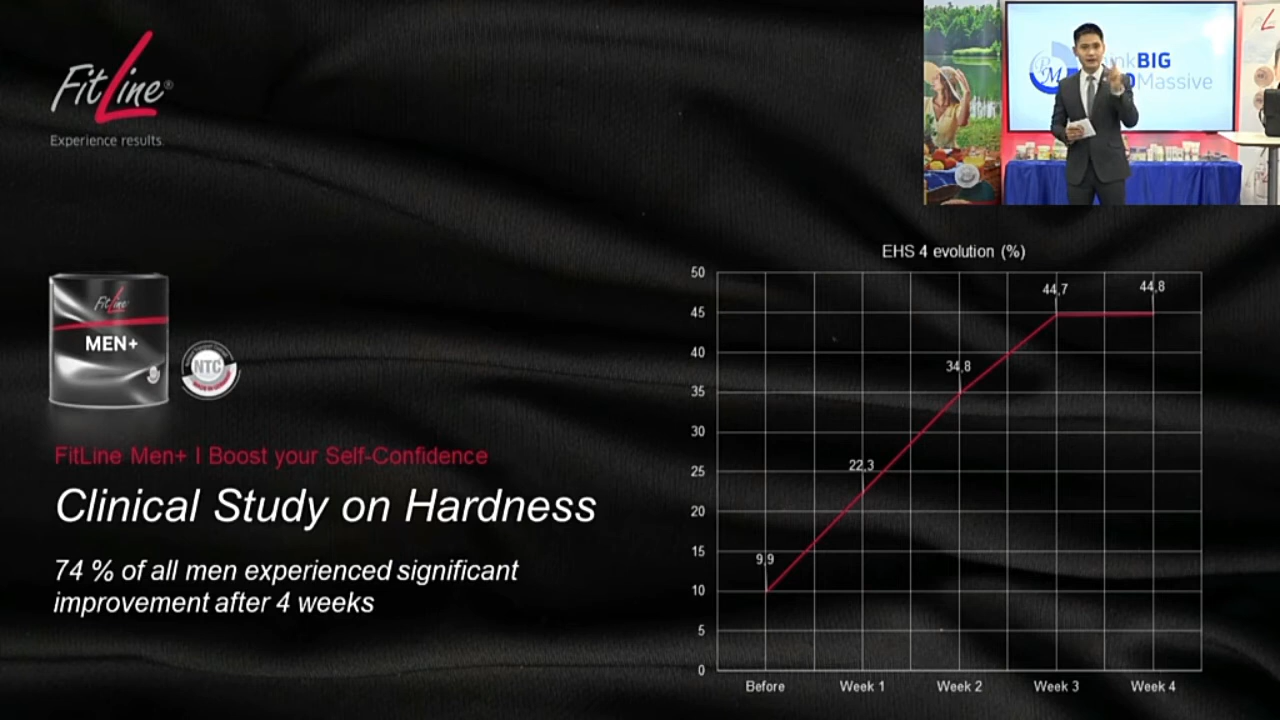 FitLine®
Experience results.
BIG
Massive
FitLine
MEN+
NTC
FitLine Men+ I Boost your Self-Confidence
Clinical Study on Hardness
74 % of all men experienced significant
improvement after 4 weeks
EHS 4 evolution (%)
50
45
40
35
30
25
20
15
10
5
0
9,9
22,3
34,8
44,7
44,8
Before
Week 1
Week 2
Week 3
Week 4